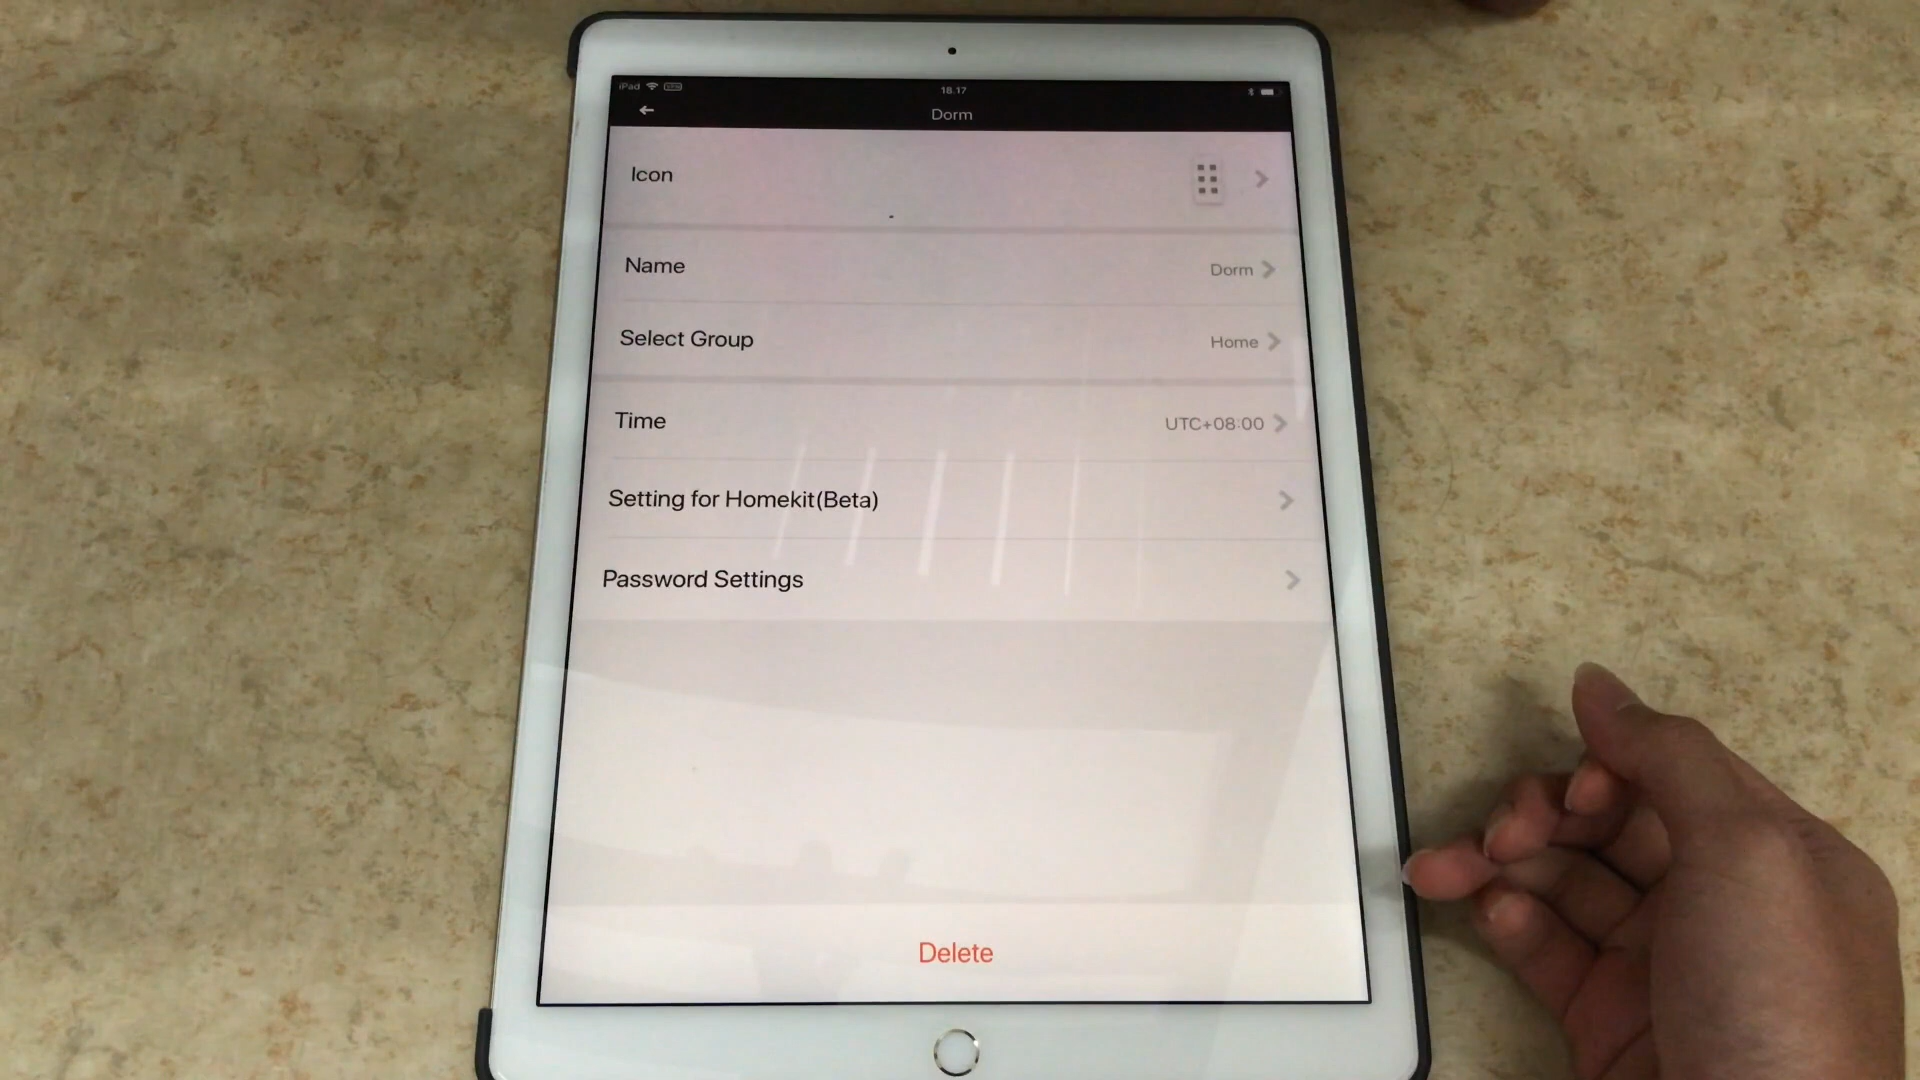 iPad VPN
18.17
Dorm
Icon
Name
Dorm
Select Group
Home
Time
UTC+08:00
Setting for Homekit(Beta)
Password Settings
Delete